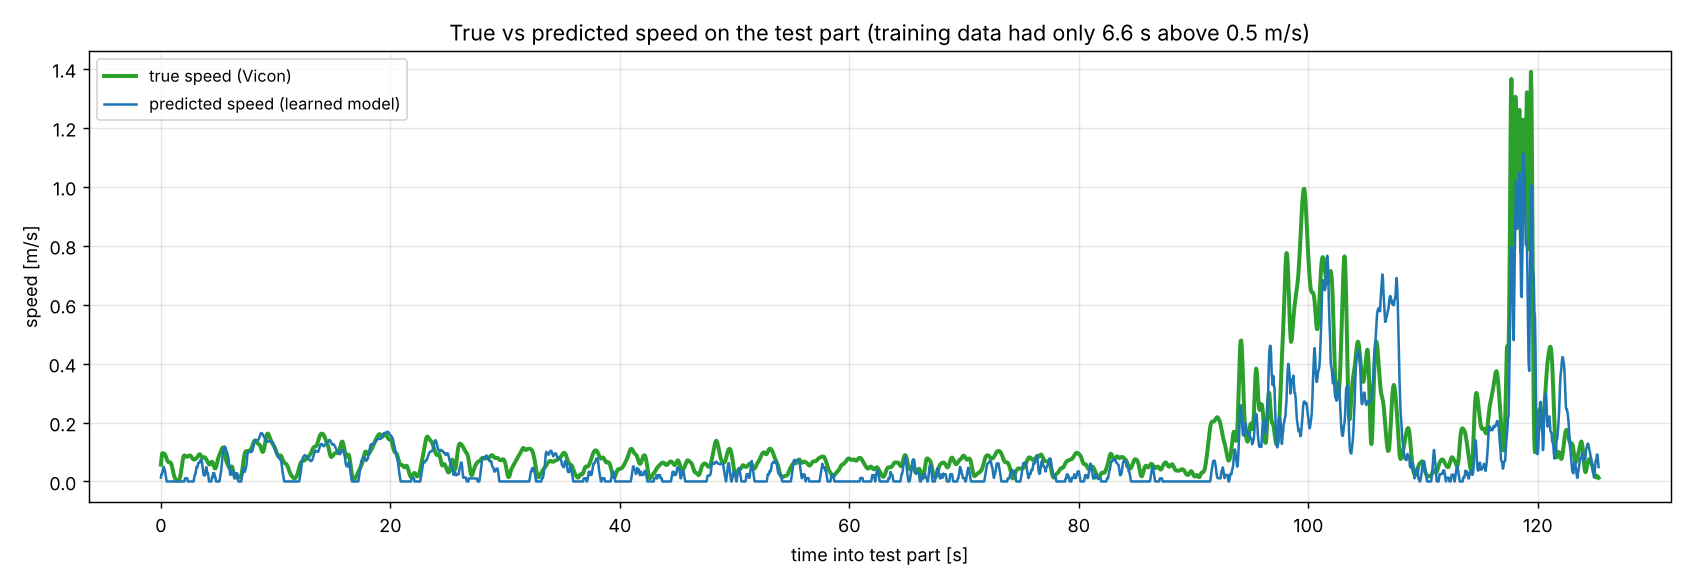 True vs predicted speed on the test part (training data had only 6.6 s above 0.5 m/s)
true speed (Vicon)
predicted speed (learned model)
speed [m/s]
1.4
1.2
1.0
0.8
0.6
0.4
0.2
0.0
0 20 40 60 80 100 120
time into test part [s]